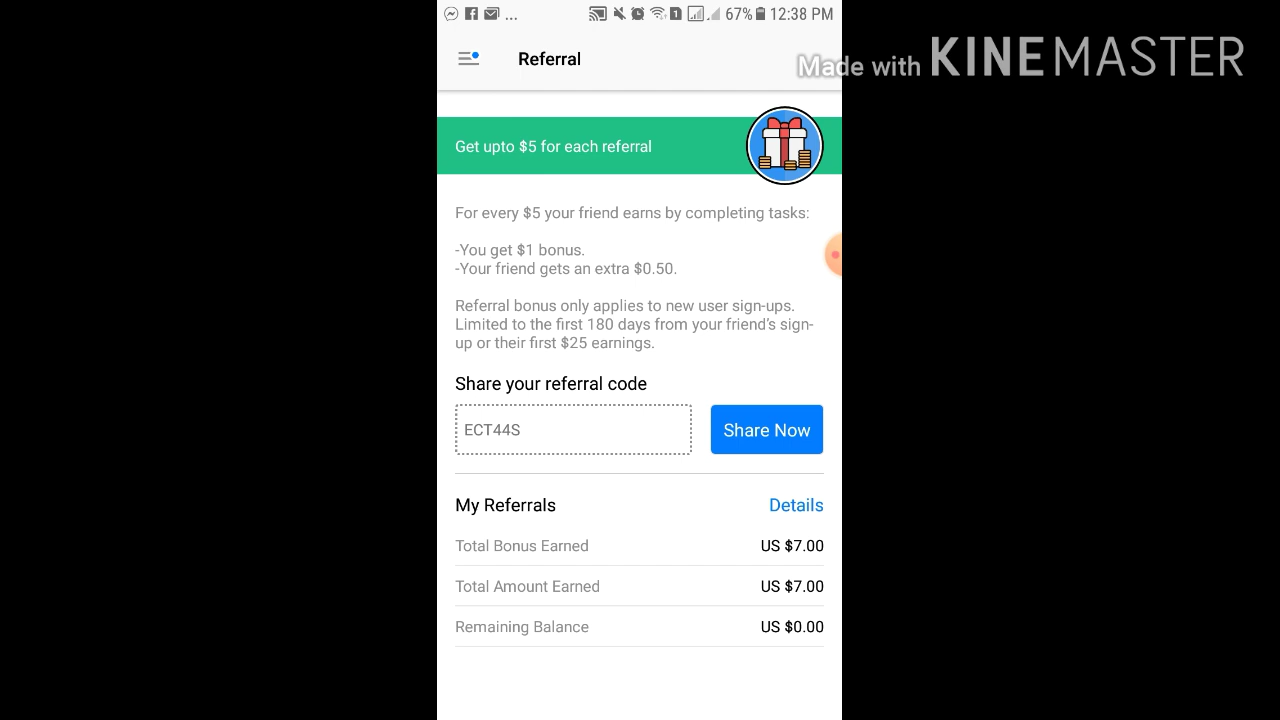 ... 67% 12:38 PM
Referral
Made with KINEMASTER
Get upto $5 for each referral
For every $5 your friend earns by completing tasks:
-You get $1 bonus.
-Your friend gets an extra $0.50.
Referral bonus only applies to new user sign-ups.
Limited to the first 180 days from your friend's sign-
up or their first $25 earnings.
Share your referral code
ECT44S
Share Now
My Referrals
Details
Total Bonus Earned US $7.00
Total Amount Earned US $7.00
Remaining Balance US $0.00